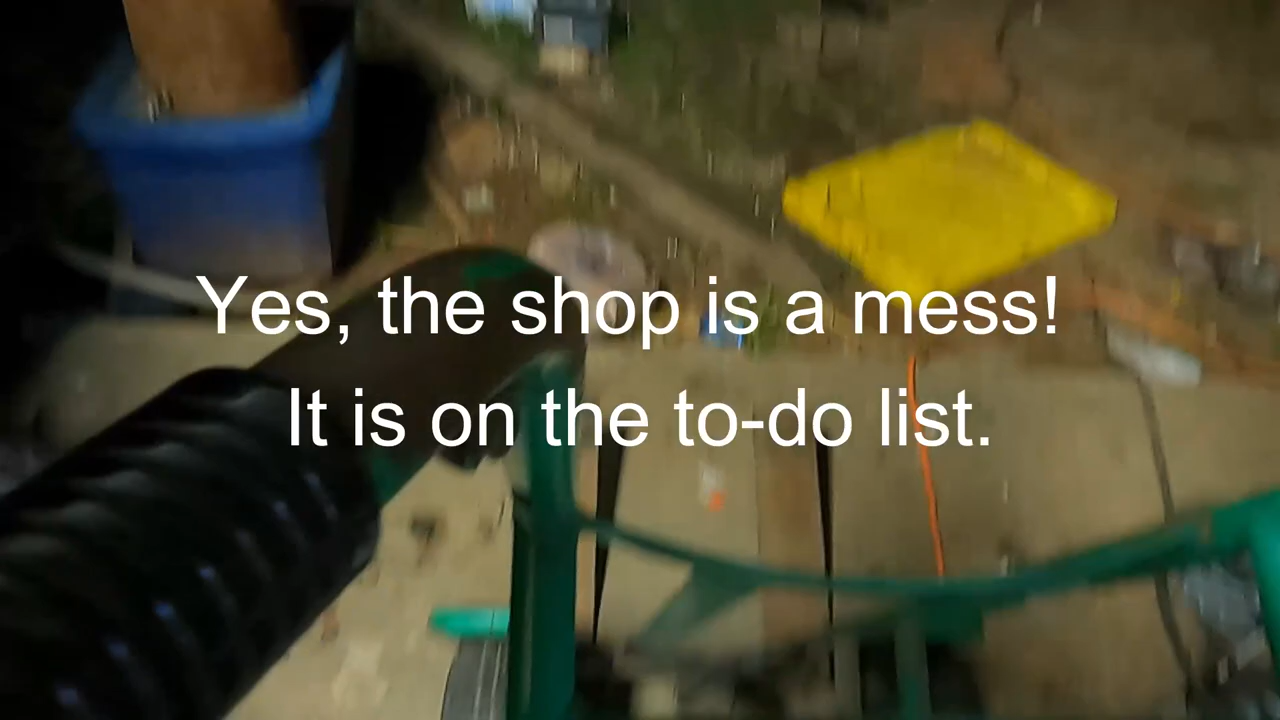 Yes, the shop is a mess!
It is on the to-do list.